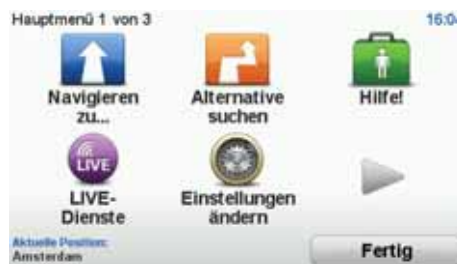 Hauptmenü 1 von 3
16:04
Navigieren zu...
Alternative suchen
Hilfe!
LIVE
LIVE-Dienste
Einstellungen ändern
Aktuelle Position:
Amsterdam
Fertig